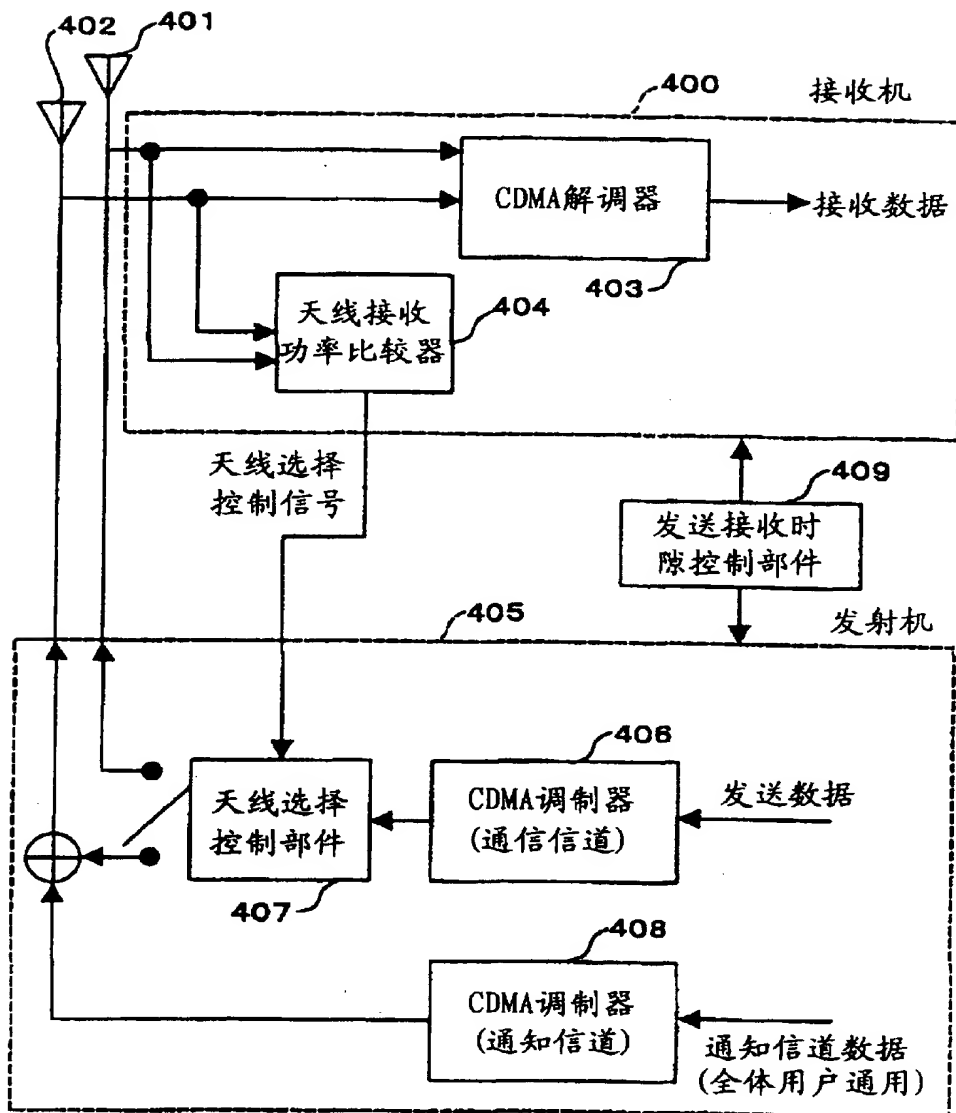 402
401
400
接收机
CDMA解调器
接收数据
403
天线接收
功率比较器
404
天线选择
控制信号
409
发送接收时
隙控制部件
405
发射机
406
天线选择
控制部件
CDMA调制器
(通信信道)
发送数据
407
408
CDMA调制器
(通知信道)
通知信道数据
(全体用户通用)